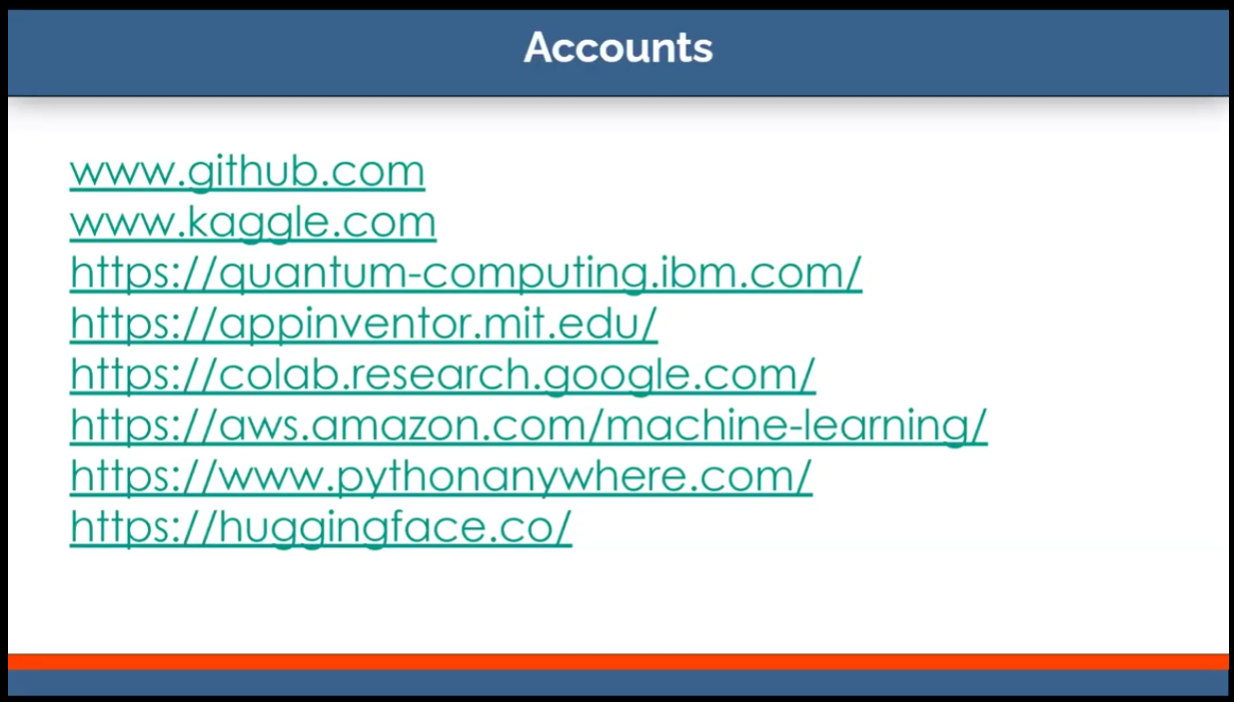 Accounts
www.github.com
www.kaggle.com
https://quantum-computing.ibm.com/
https://appinventor.mit.edu/
https://colab.research.google.com/
https://aws.amazon.com/machine-learning/
https://www.pythonanywhere.com/
https://huggingface.co/